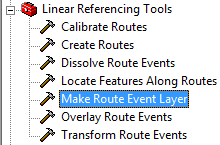 Linear Referencing Tools
Calibrate Routes
Create Routes
Dissolve Route Events
Locate Features Along Routes
Make Route Event Layer
Overlay Route Events
Transform Route Events